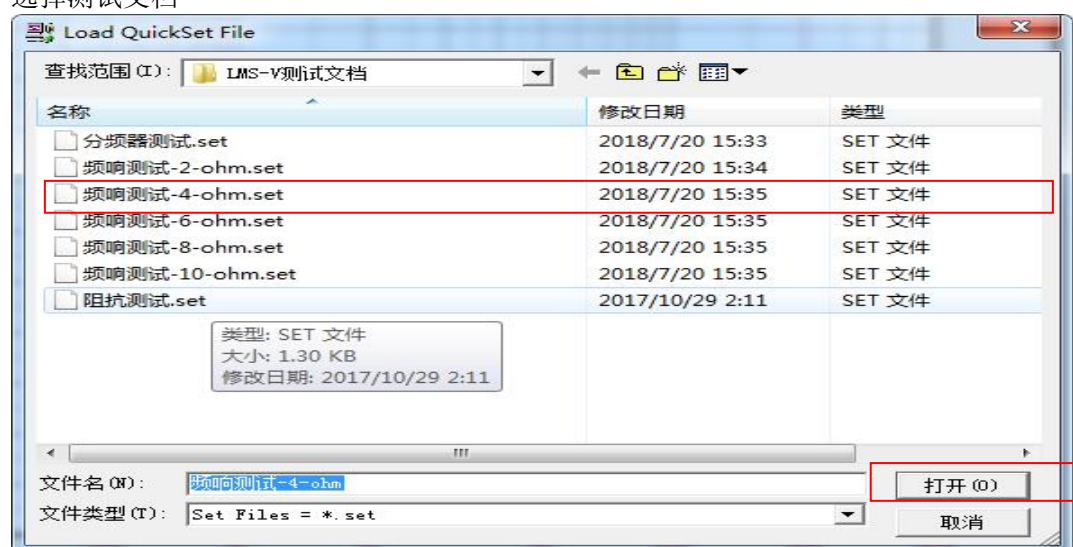 选择测试文档
Load QuickSet File
查找范围(I): LMS-V测试文档
名称 修改日期 类型
分频器测试.set 2018/7/20 15:33 SET 文件
频响测试-2-ohm.set 2018/7/20 15:34 SET 文件
频响测试-4-ohm.set 2018/7/20 15:35 SET 文件
频响测试-6-ohm.set 2018/7/20 15:35 SET 文件
频响测试-8-ohm.set 2018/7/20 15:35 SET 文件
频响测试-10-ohm.set 2018/7/20 15:35 SET 文件
阻抗测试.set 2017/10/29 2:11 SET 文件
类型: SET 文件
大小: 1.30 KB
修改日期: 2017/10/29 2:11
文件名(N): 频响测试-4-ohm 打开(O)
文件类型(T): Set Files = *.set 取消